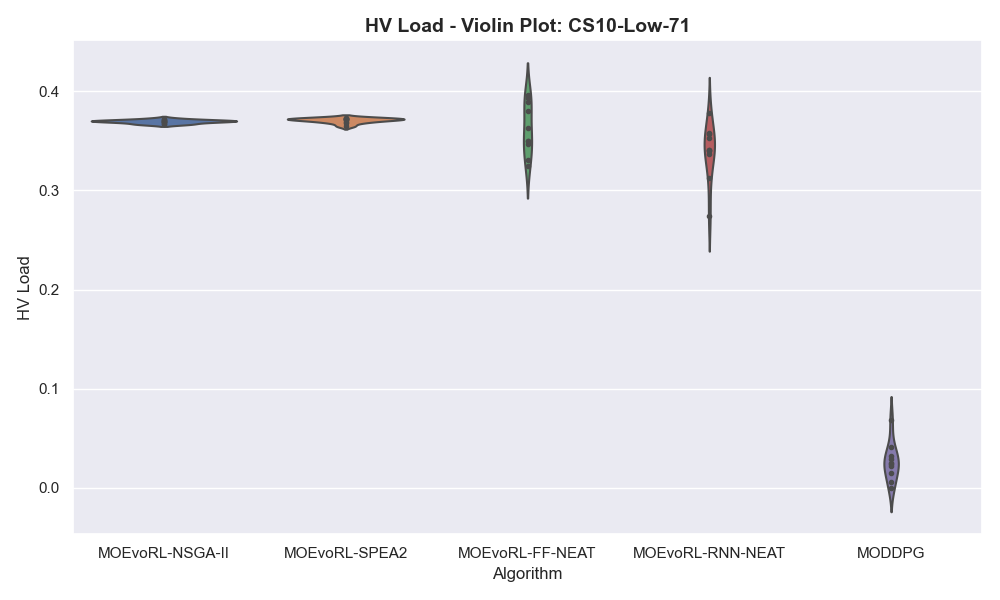 HV Load - Violin Plot: CS10-Low-71
HV Load
0.4
0.3
0.2
0.1
0.0
MOEvoRL-NSGA-II
MOEvoRL-SPEA2
MOEvoRL-FF-NEAT
MOEvoRL-RNN-NEAT
MODDPG
Algorithm